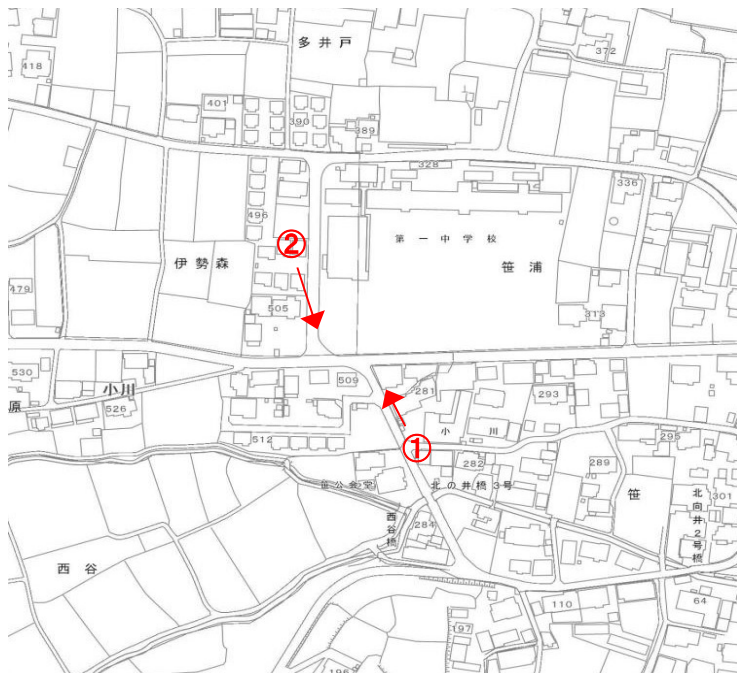 多井戸
372
418
401
390
389
328
336
496
②
第一中学校
伊勢森
笹浦
479
505
313
530
509
281
小川
293
原
526
①
小川
512
295
282
289
笹公会堂
北の井橋3号
笹
301
北向井2号橋
西谷橋
284
西谷
110
64
197
196